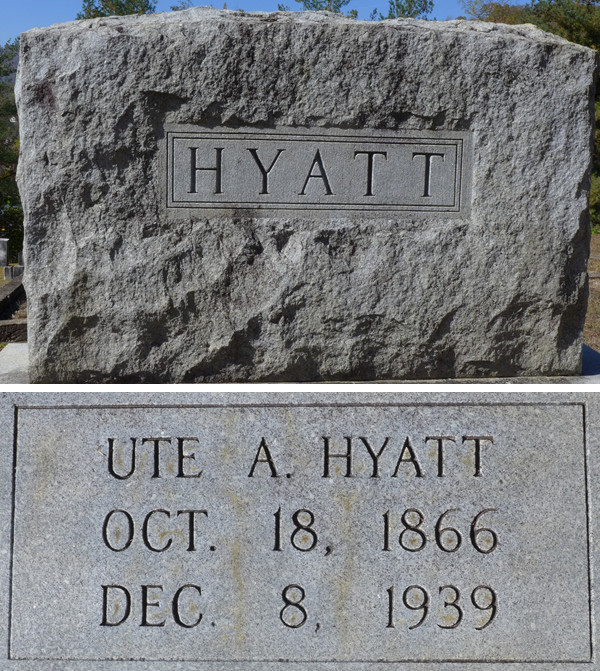 HYATT
UTE A. HYATT
OCT. 18, 1866
DEC. 8, 1939